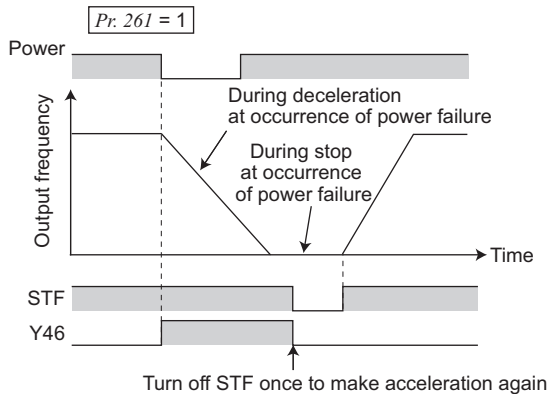 Pr. 261 = 1
Power
During deceleration
at occurrence of power failure
During stop
at occurrence
of power failure
Output frequency
Time
STF
Y46
Turn off STF once to make acceleration again